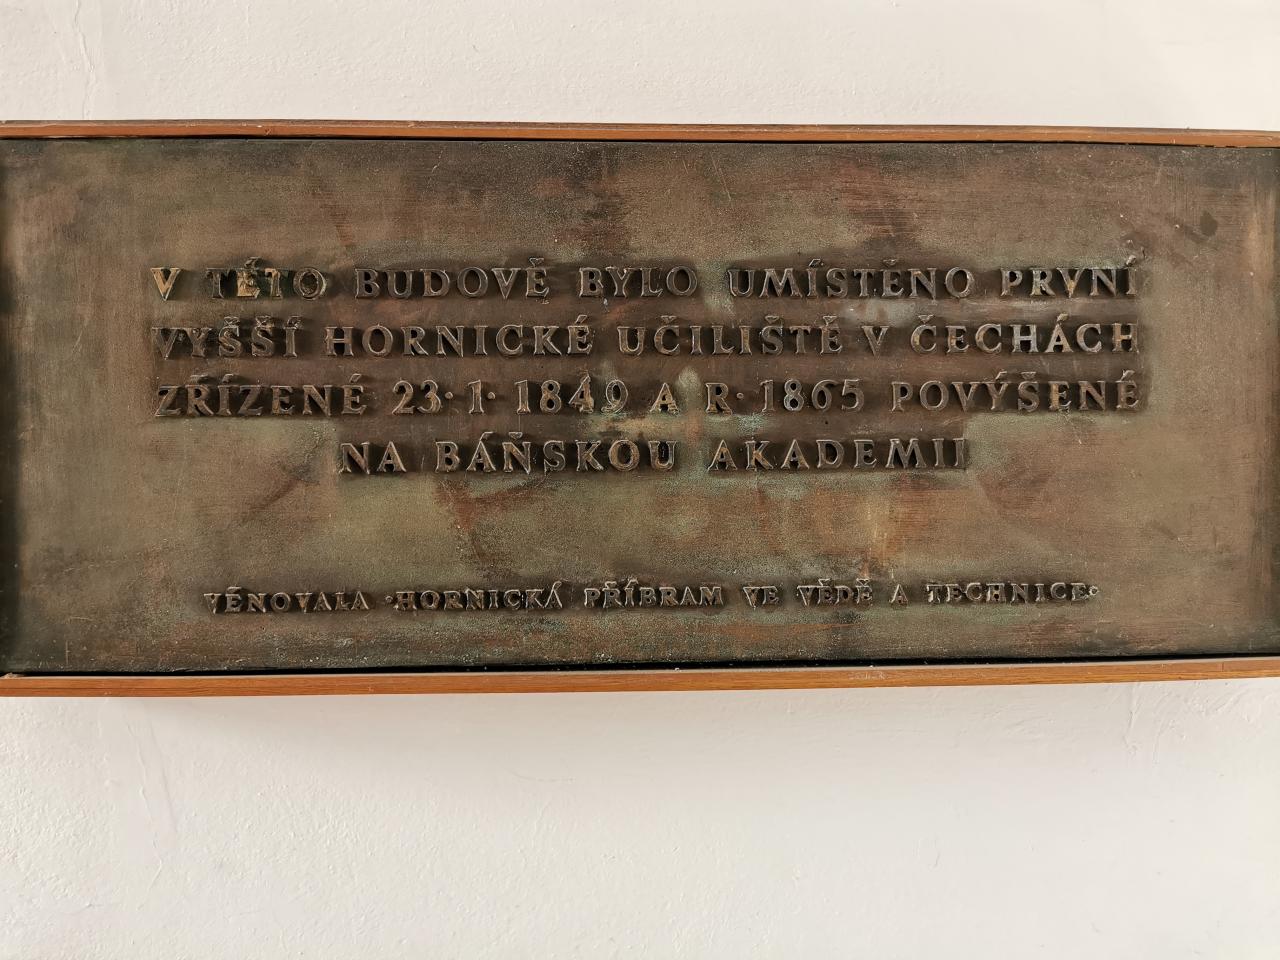 V TÉTO BUDOVĚ BYLO UMÍSTĚNO PRVNÍ
VYŠŠÍ HORNICKÉ UČILIŠTĚ V ČECHÁCH
ZŘÍZENÉ 23·1·1849 A R·1865 POVÝŠENÉ
NA BÁŇSKOU AKADEMII
VĚNOVALA ·HORNICKÁ PŘÍBRAM VE VĚDĚ A TECHNICE·